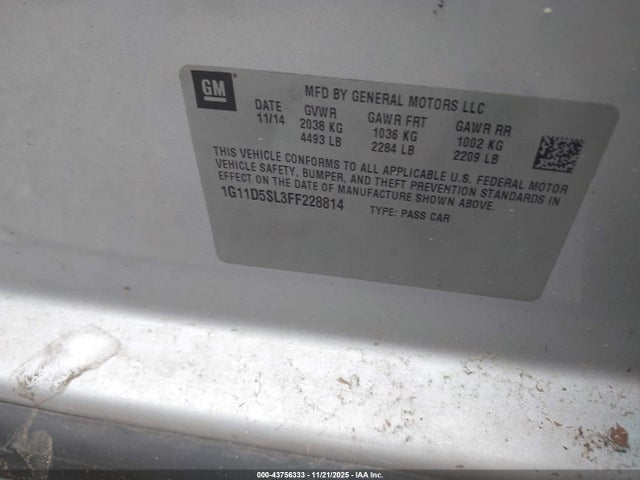 GM
MFD BY GENERAL MOTORS LLC
DATE GVWR GAWR FRT GAWR RR
11/14 2038 KG 1036 KG 1002 KG
4493 LB 2284 LB 2209 LB
THIS VEHICLE CONFORMS TO ALL APPLICABLE U.S. FEDERAL MOTOR
VEHICLE SAFETY, BUMPER, AND THEFT PREVENTION STANDARDS IN
EFFECT ON THE DATE OF MANUFACTURE SHOWN ABOVE.
1G11D5SL3FF228814 TYPE: PASS CAR
000-43756333 - 11/21/2025 - IAA Inc.